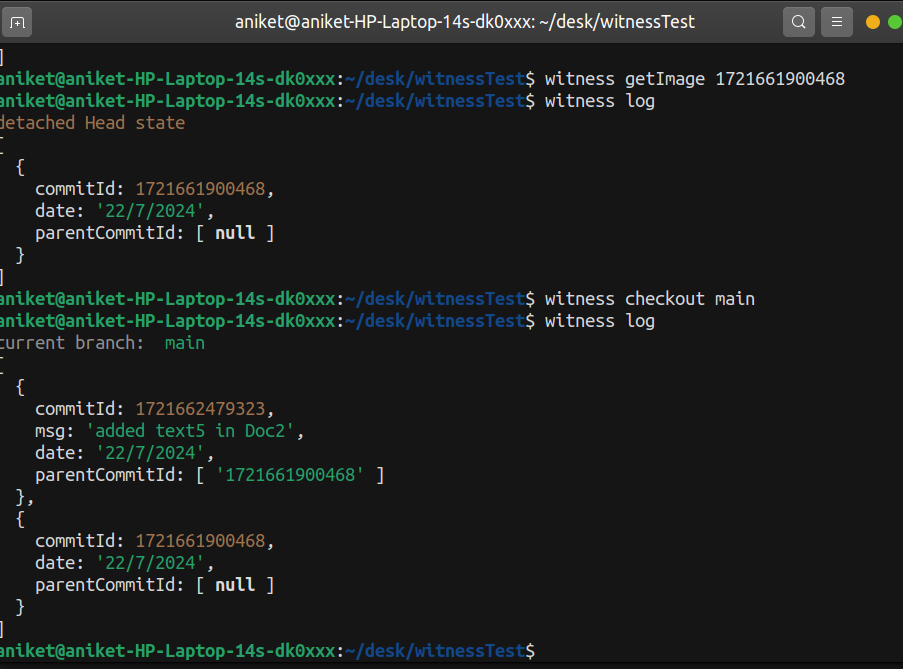 aniket@aniket-HP-Laptop-14s-dk0xxx: ~/desk/witnessTest
]
aniket@aniket-HP-Laptop-14s-dk0xxx:~/desk/witnessTest$ witness getImage 1721661900468
aniket@aniket-HP-Laptop-14s-dk0xxx:~/desk/witnessTest$ witness log
detached Head state
[
  {
    commitId: 1721661900468,
    date: '22/7/2024',
    parentCommitId: [ null ]
  }
]
aniket@aniket-HP-Laptop-14s-dk0xxx:~/desk/witnessTest$ witness checkout main
aniket@aniket-HP-Laptop-14s-dk0xxx:~/desk/witnessTest$ witness log
current branch:  main
[
  {
    commitId: 1721662479323,
    msg: 'added text5 in Doc2',
    date: '22/7/2024',
    parentCommitId: [ '1721661900468' ]
  },
  {
    commitId: 1721661900468,
    date: '22/7/2024',
    parentCommitId: [ null ]
  }
]
aniket@aniket-HP-Laptop-14s-dk0xxx:~/desk/witnessTest$